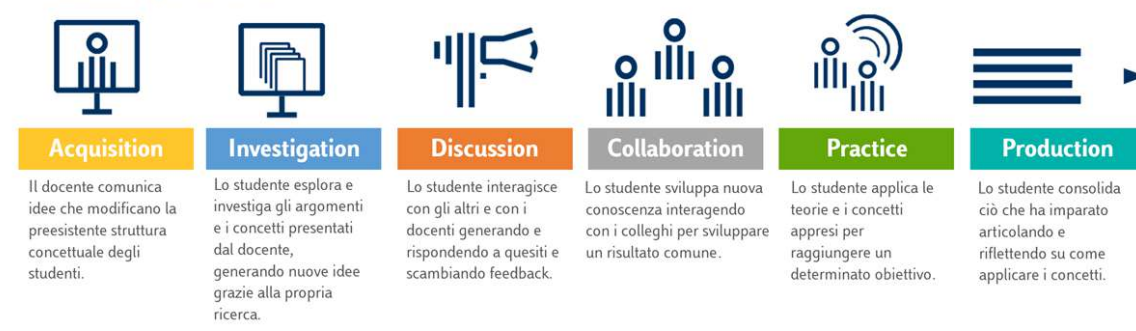 Acquisition
Il docente comunica
idee che modificano la
preesistente struttura
concettuale degli
studenti.
Investigation
Lo studente esplora e
investiga gli argomenti
e i concetti presentati
dal docente,
generando nuove idee
grazie alla propria
ricerca.
Discussion
Lo studente interagisce
con gli altri e con i
docenti generando e
rispondendo a quesiti e
scambiando feedback.
Collaboration
Lo studente sviluppa nuova
conoscenza interagendo
con i colleghi per sviluppare
un risultato comune.
Practice
Lo studente applica le
teorie e i concetti
appresi per
raggiungere un
determinato obiettivo.
Production
Lo studente consolida
ciò che ha imparato
articolando e
riflettendo su come
applicare i concetti.